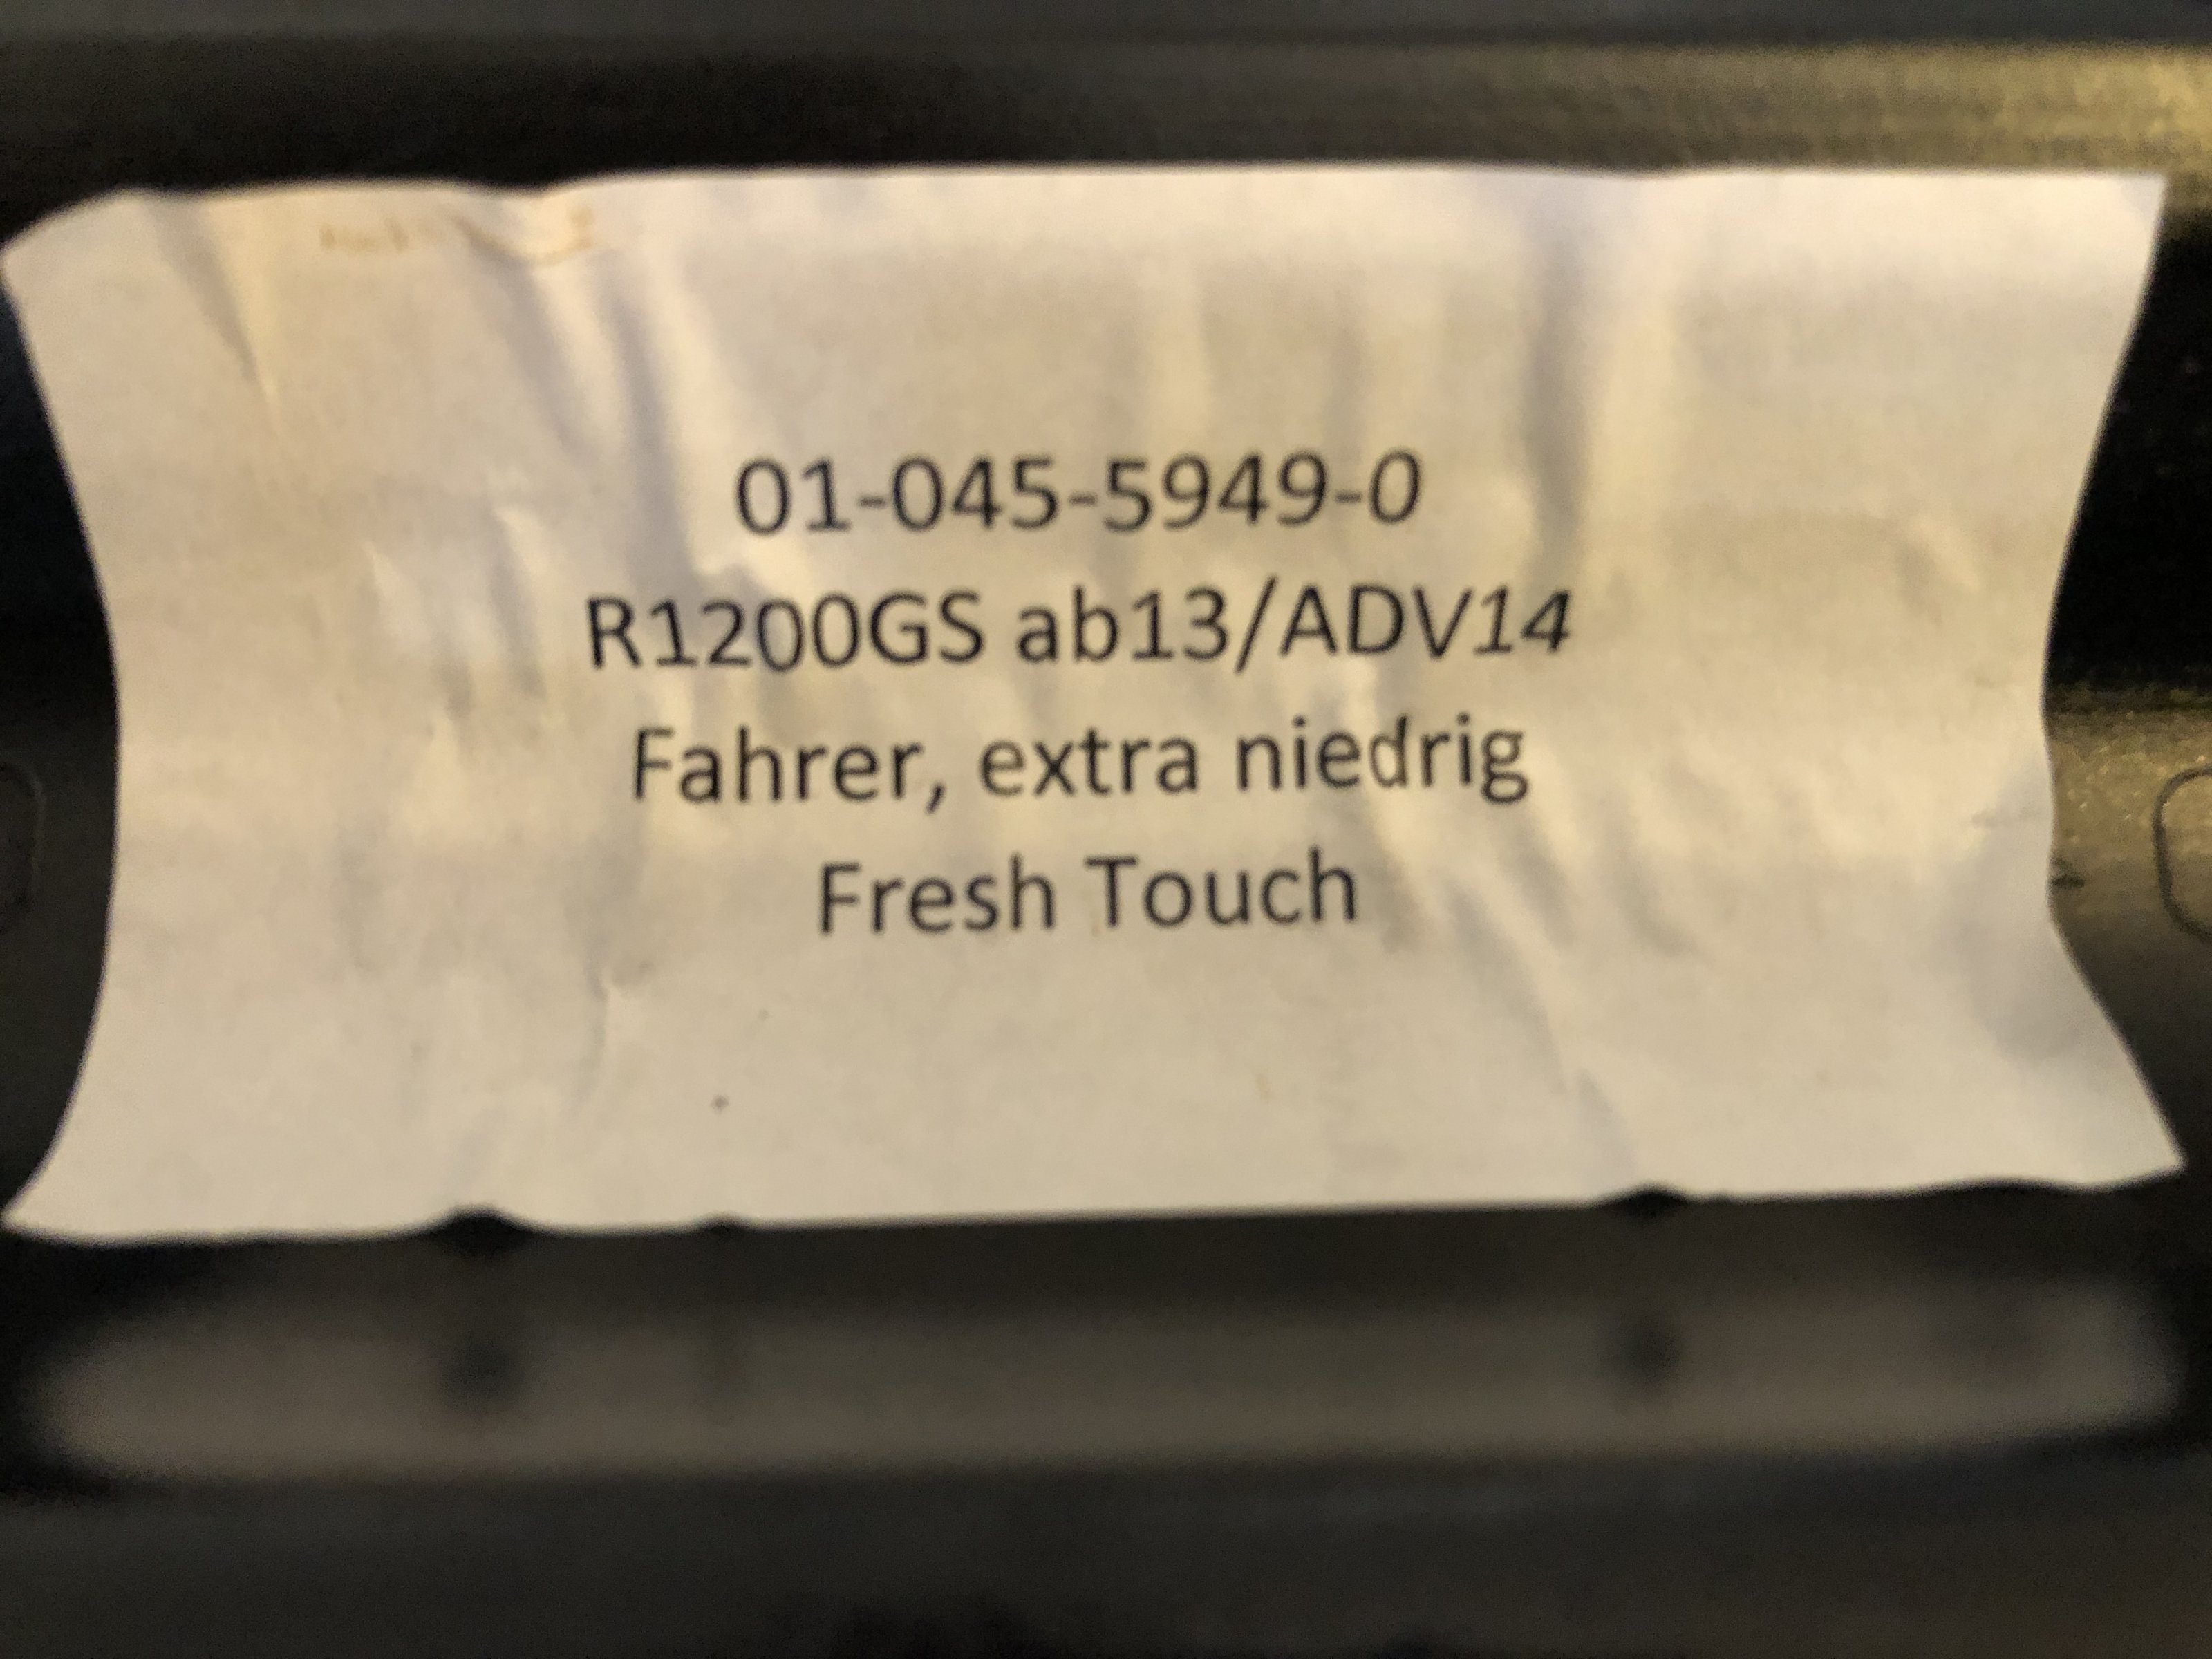 01-045-5949-0
R1200GS ab13/ADV14
Fahrer, extra niedrig
Fresh Touch